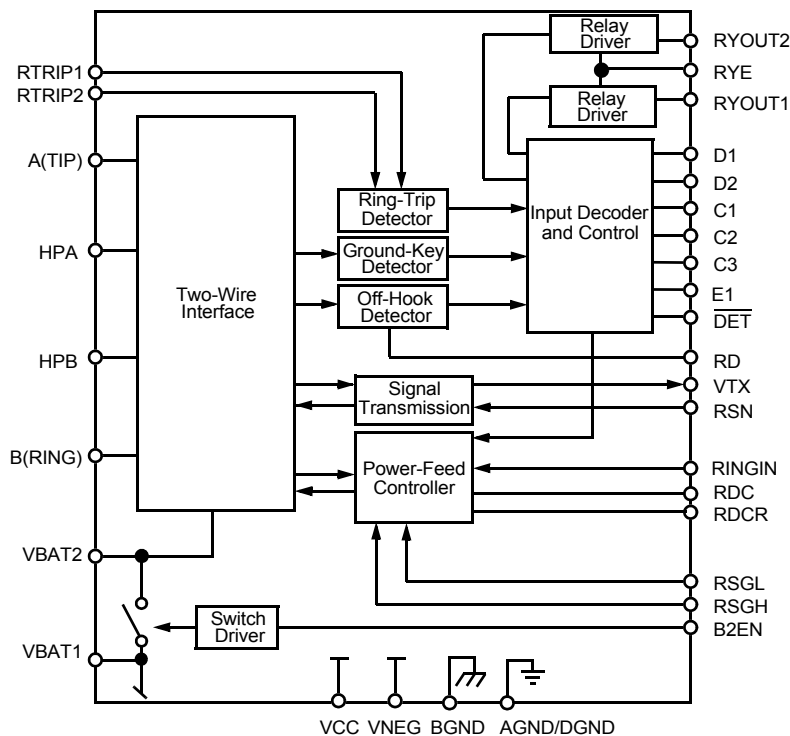 Relay
Driver
RYOUT2
RYE
Relay
Driver
RYOUT1
RTRIP1
RTRIP2
A(TIP)
HPA
HPB
B(RING)
VBAT2
VBAT1
Two-Wire
Interface
Ring-Trip
Detector
Ground-Key
Detector
Off-Hook
Detector
Signal
Transmission
Power-Feed
Controller
Input Decoder
and Control
Switch
Driver
D1
D2
C1
C2
C3
E1
DET
RD
VTX
RSN
RINGIN
RDC
RDCR
RSGL
RSGH
B2EN
VCC VNEG BGND AGND/DGND